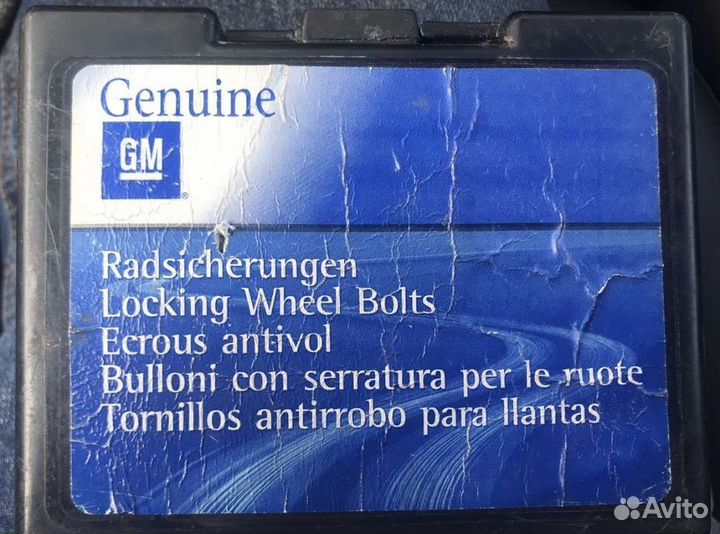 Genuine
GM
®
Radsicherungen
Locking Wheel Bolts
Ecrous antivol
Bulloni con serratura per le ruote
Tornillos antirrobo para llantas
Avito